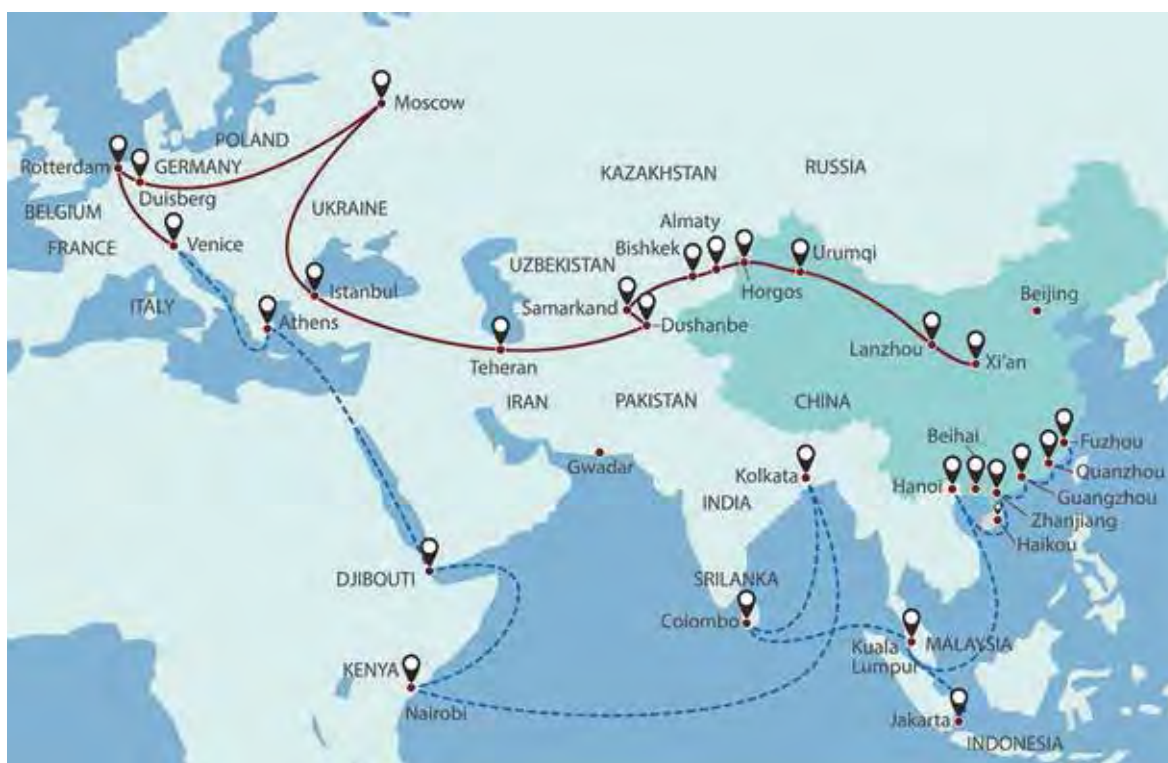 Moscow
POLAND
Rotterdam
GERMANY
Duisberg
KAZAKHSTAN
RUSSIA
BELGIUM
UKRAINE
Almaty
FRANCE
Venice
Bishkek
Urumqi
UZBEKISTAN
Istanbul
Horgos
Beijing
ITALY
Samarkand
Athens
Dushanbe
Lanzhou
Xi'an
Teheran
IRAN
PAKISTAN
CHINA
Beihai
Fuzhou
Gwadar
Kolkata
Quanzhou
Hanoi
INDIA
Guangzhou
Zhanjiang
Haikou
DJIBOUTI
SRILANKA
Colombo
Kuala
Lumpur
MALAYSIA
KENYA
Nairobi
Jakarta
INDONESIA